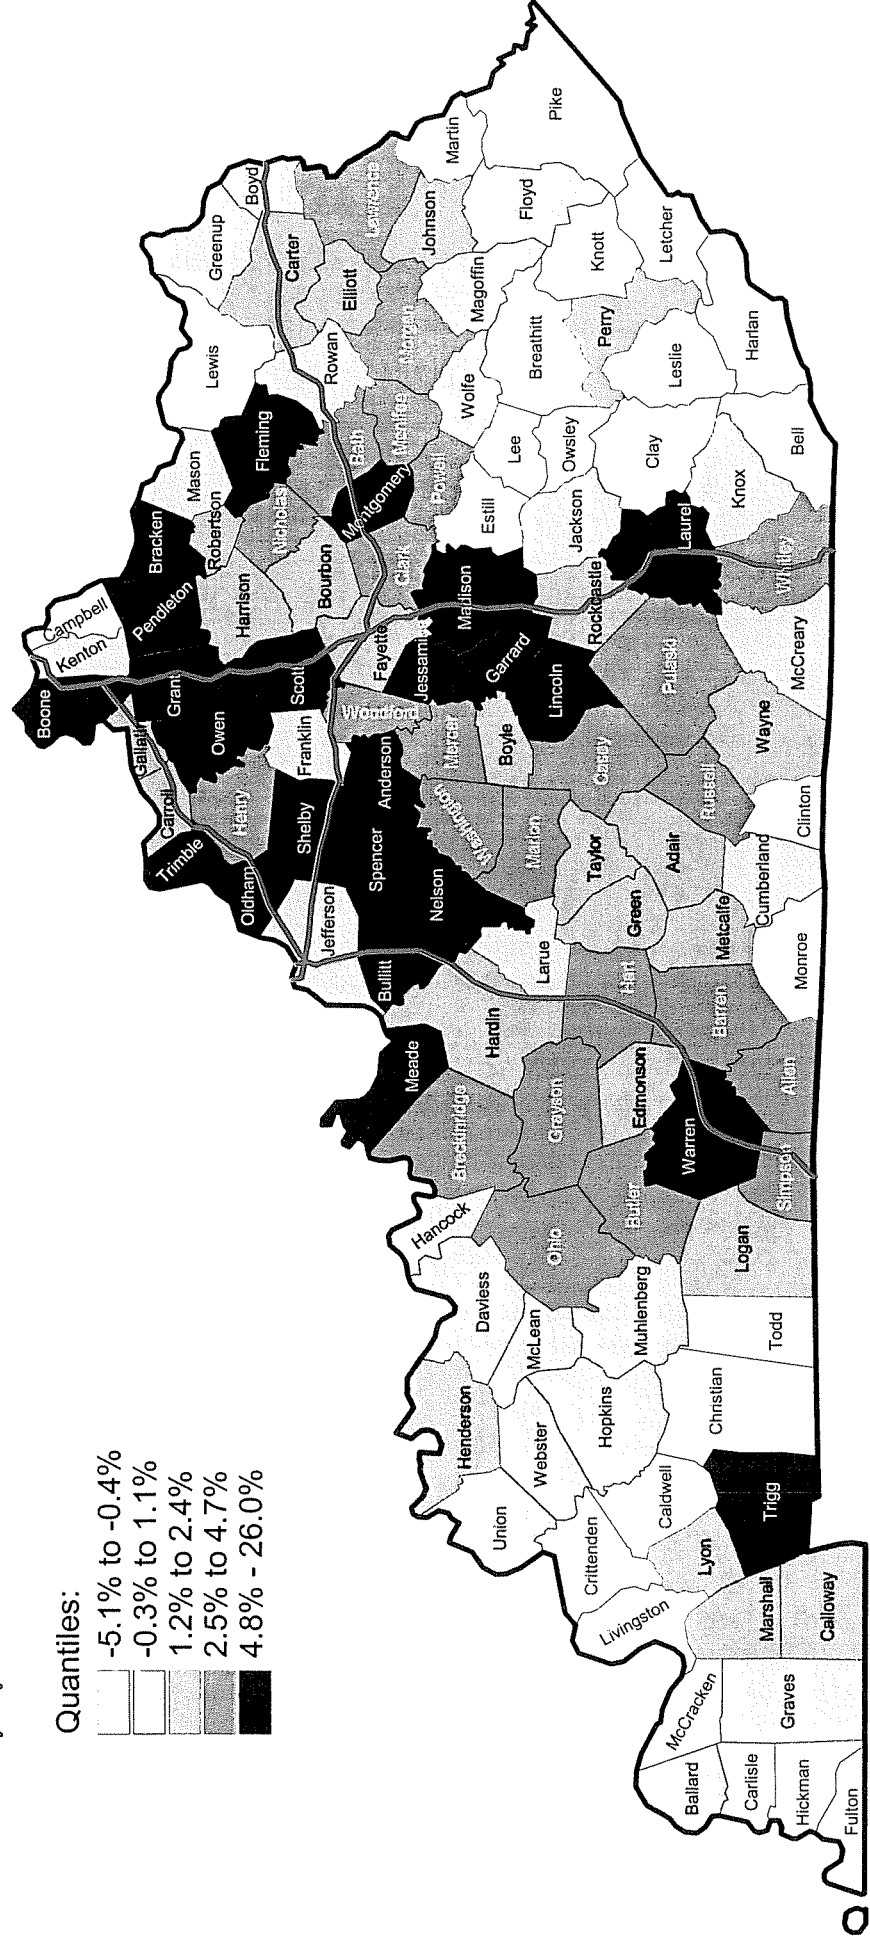 Quantiles:
-5.1% to -0.4%
-0.3% to 1.1%
1.2% to 2.4%
2.5% to 4.7%
4.8% - 26.0%
Boone
Kenton
Campbell
Gallatin
Carroll
Trimble
Grant
Pendleton
Bracken
Mason
Robertson
Lewis
Greenup
Boyd
Owen
Henry
Oldham
Scott
Harrison
Nicholas
Fleming
Carter
Rowan
Elliott
Lawrence
Jefferson
Shelby
Franklin
Bourbon
Bath
Montgomery
Menifee
Morgan
Johnson
Martin
Bullitt
Spencer
Anderson
Woodford
Fayette
Clark
Powell
Wolfe
Magoffin
Floyd
Pike
Meade
Breckinridge
Hancock
Hardin
Nelson
Washington
Mercer
Jessamine
Madison
Garrard
Estill
Lee
Breathitt
Knott
Letcher
Henderson
Daviess
Ohio
Grayson
Larue
Marion
Boyle
Lincoln
Rockcastle
Jackson
Owsley
Perry
Union
Webster
McLean
Muhlenberg
Butler
Edmonson
Hart
Green
Taylor
Casey
Pulaski
Laurel
Clay
Leslie
Harlan
Crittenden
Hopkins
Livingston
Caldwell
Lyon
Christian
Todd
Logan
Warren
Simpson
Allen
Barren
Metcalfe
Adair
Russell
Wayne
McCreary
Whitley
Knox
Bell
Monroe
Cumberland
Clinton
Trigg
Marshall
Calloway
McCracken
Graves
Ballard
Carlisle
Hickman
Fulton